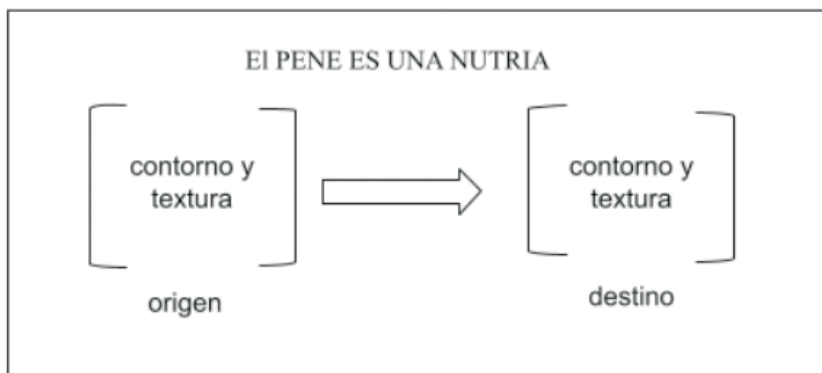 El PENE ES UNA NUTRIA
contorno y
textura
contorno y
textura
origen
destino